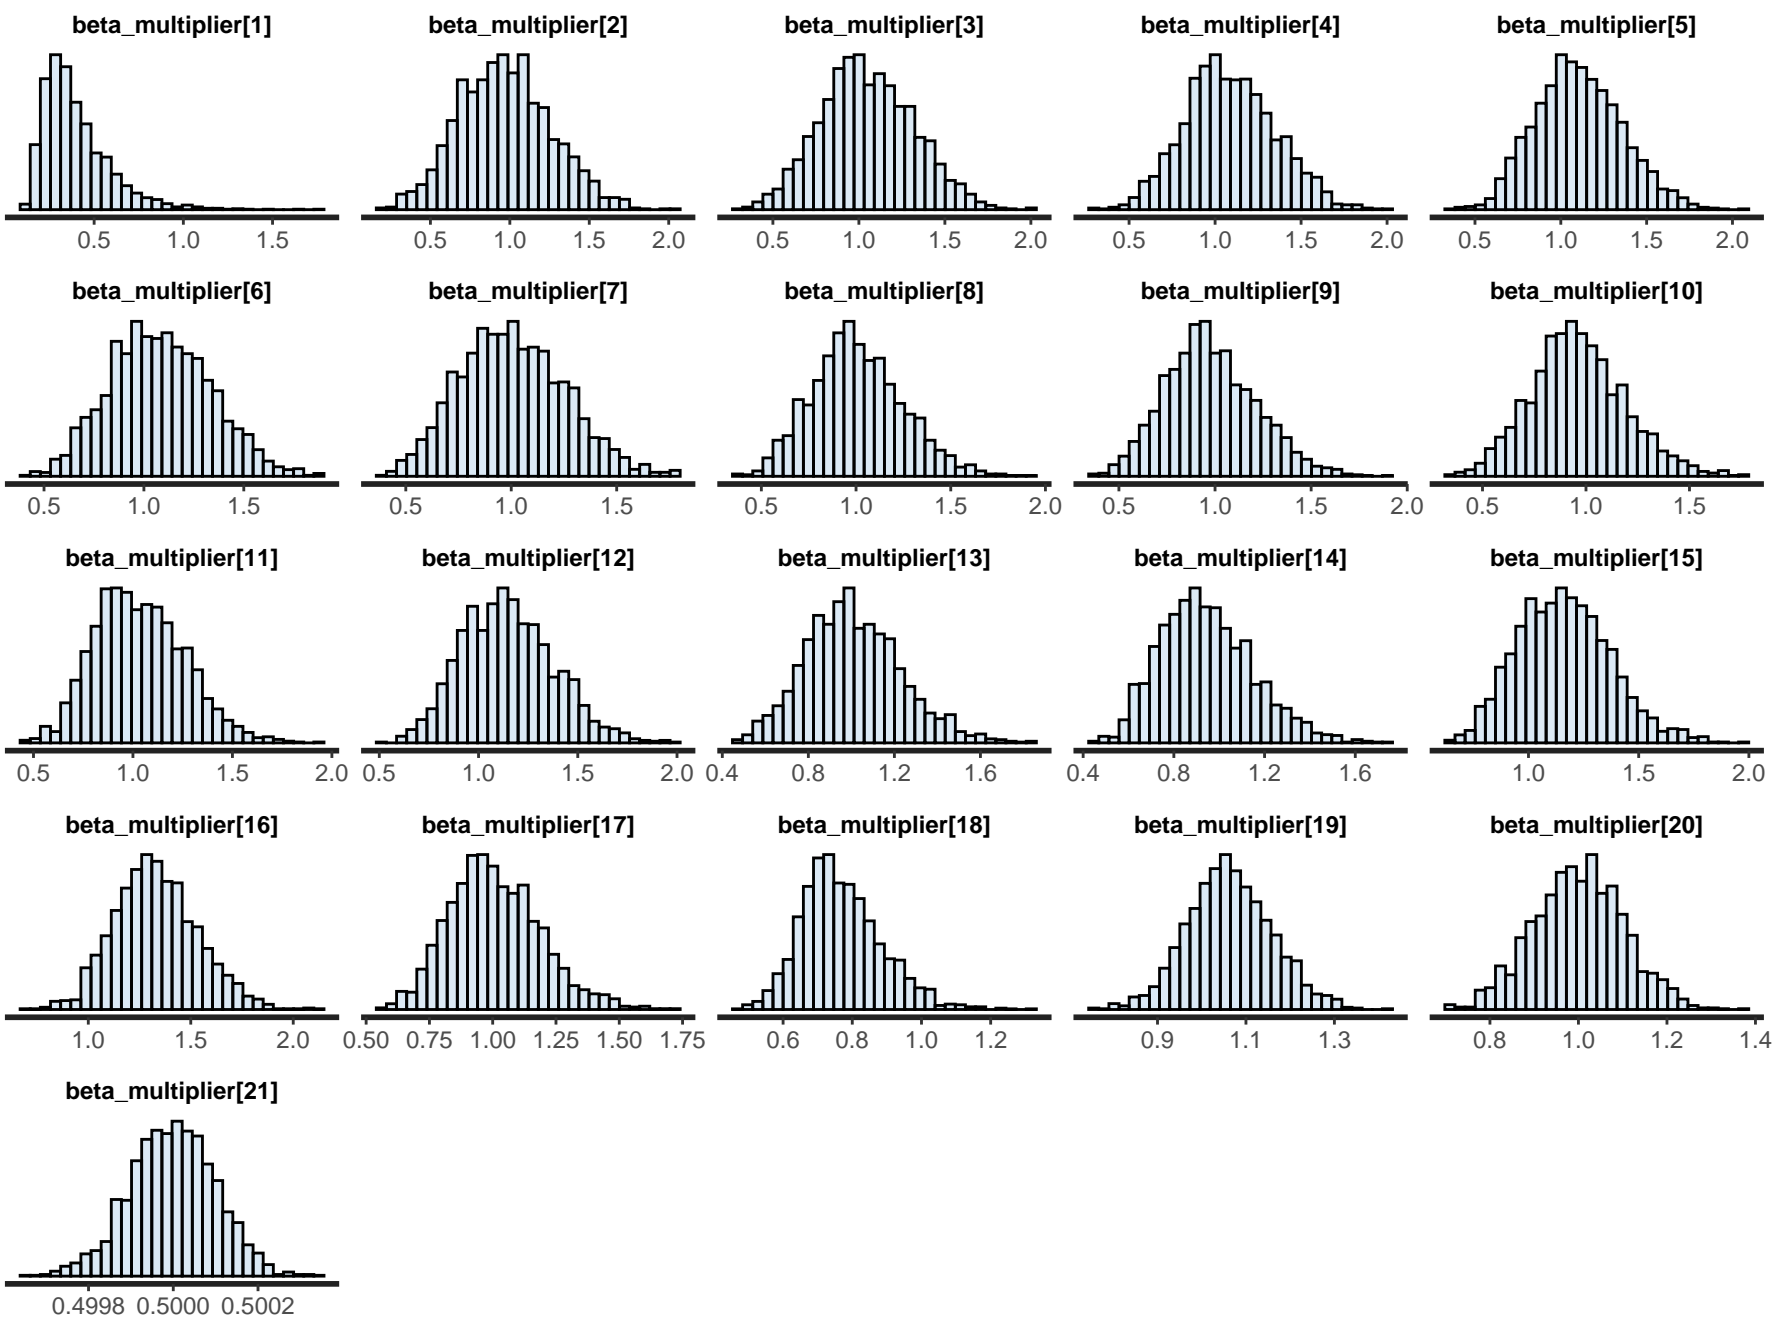 beta_multiplier[1] beta_multiplier[2] beta_multiplier[3] beta_multiplier[4] beta_multiplier[5]
0.5 1.0 1.5 0.5 1.0 1.5 2.0 0.5 1.0 1.5 2.0 0.5 1.0 1.5 2.0 0.5 1.0 1.5 2.0
beta_multiplier[6] beta_multiplier[7] beta_multiplier[8] beta_multiplier[9] beta_multiplier[10]
0.5 1.0 1.5 0.5 1.0 1.5 0.5 1.0 1.5 2.0 0.5 1.0 1.5 2.0 0.5 1.0 1.5
beta_multiplier[11] beta_multiplier[12] beta_multiplier[13] beta_multiplier[14] beta_multiplier[15]
0.5 1.0 1.5 2.0 0.5 1.0 1.5 2.0 0.4 0.8 1.2 1.6 0.4 0.8 1.2 1.6 1.0 1.5 2.0
beta_multiplier[16] beta_multiplier[17] beta_multiplier[18] beta_multiplier[19] beta_multiplier[20]
1.0 1.5 2.0 0.50 0.75 1.00 1.25 1.50 1.75 0.6 0.8 1.0 1.2 0.9 1.1 1.3 0.8 1.0 1.2 1.4
beta_multiplier[21]
0.4998 0.5000 0.5002